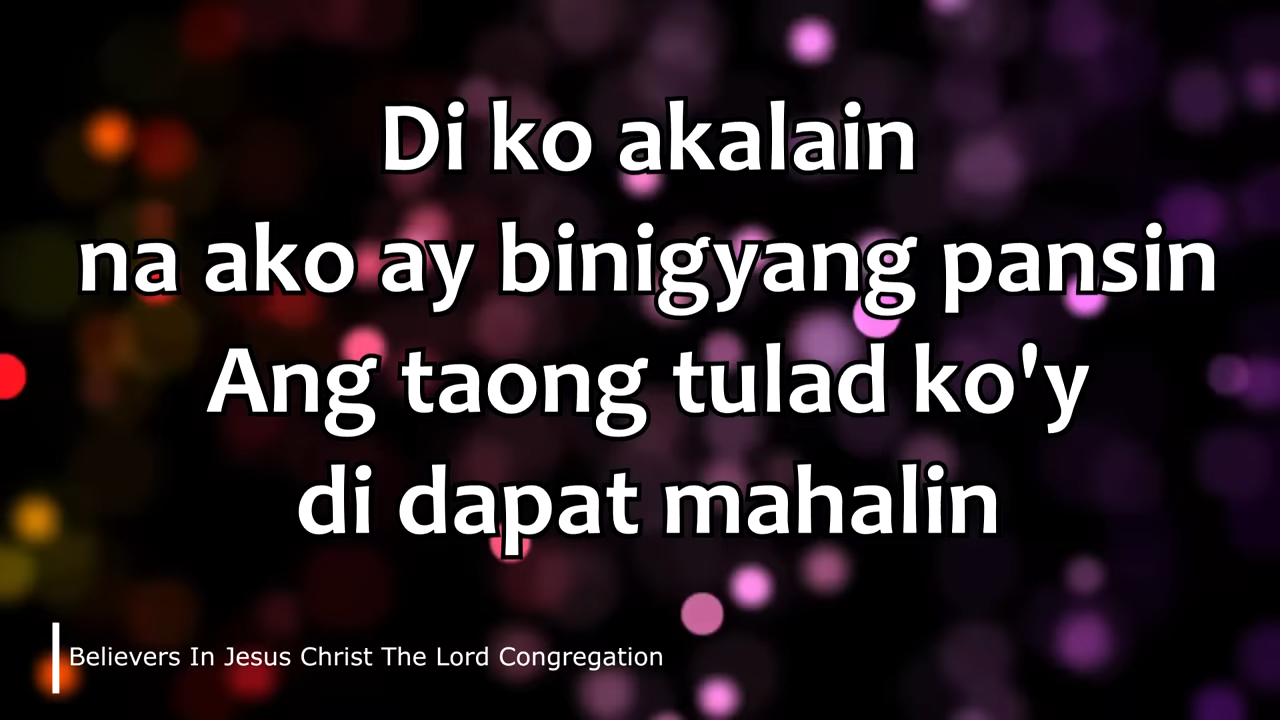 Di ko akalain
na ako ay binigyang pansin
Ang taong tulad ko'y
di dapat mahalin
Believers In Jesus Christ The Lord Congregation